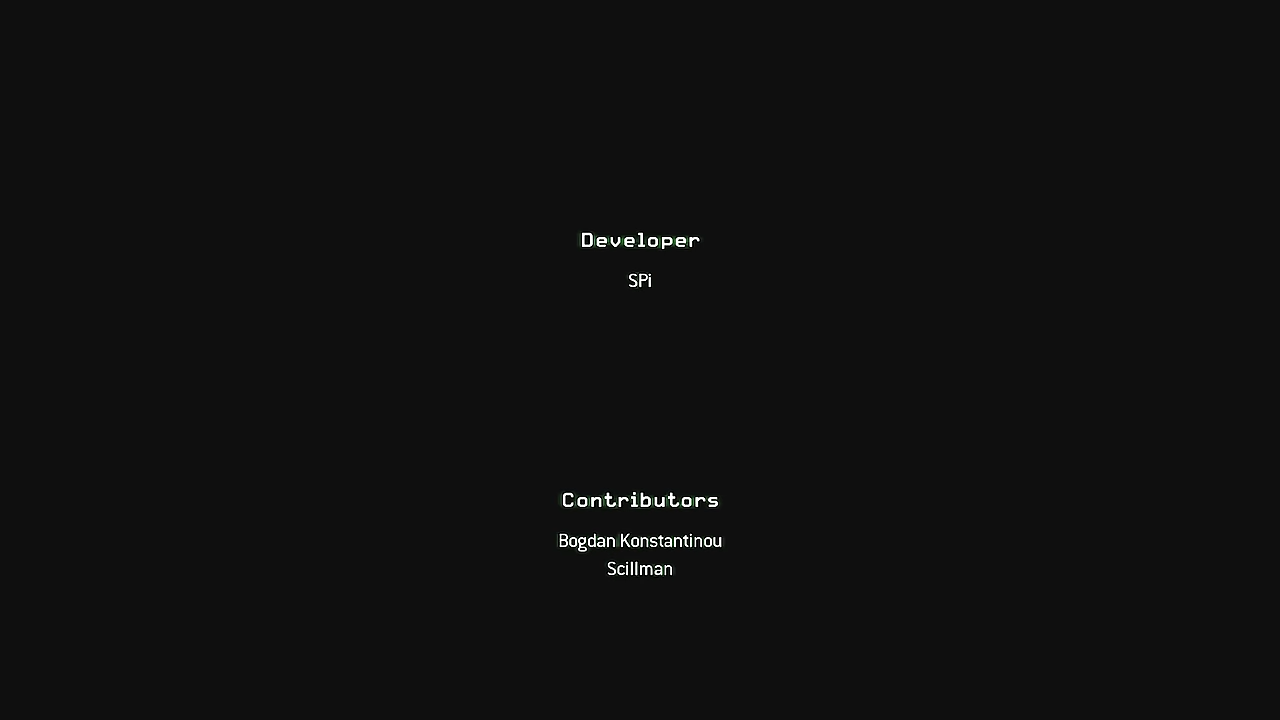 Developer
SPi
Contributors
Bogdan Konstantinou
Scillman